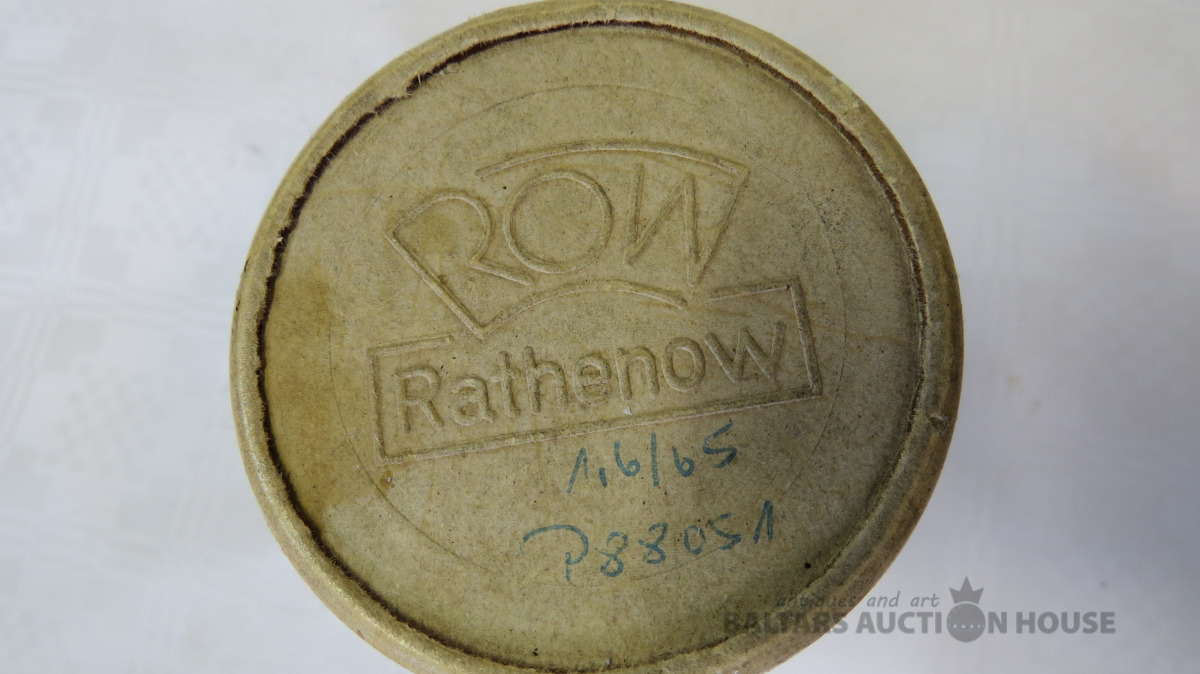 ROW
Rathenow
1,6/65
P88051
antiques and art
BALTARS AUCTION HOUSE